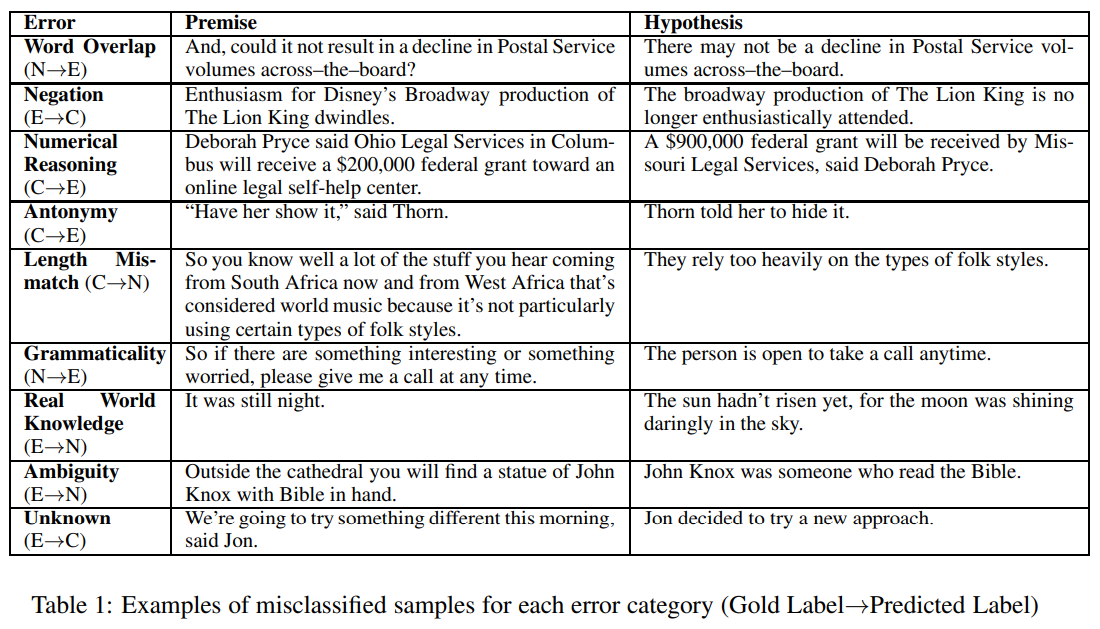 Error Premise Hypothesis
Word Overlap And, could it not result in a decline in Postal Service There may not be a decline in Postal Service vol-
(N→E) volumes across–the–board? umes across–the–board.
Negation Enthusiasm for Disney's Broadway production of The broadway production of The Lion King is no
(E→C) The Lion King dwindles. longer enthusiastically attended.
Numerical Deborah Pryce said Ohio Legal Services in Colum- A $900,000 federal grant will be received by Mis-
Reasoning bus will receive a $200,000 federal grant toward an souri Legal Services, said Deborah Pryce.
(C→E) online legal self-help center.
Antonymy “Have her show it,” said Thorn. Thorn told her to hide it.
(C→E)
Length Mis- So you know well a lot of the stuff you hear coming They rely too heavily on the types of folk styles.
match (C→N) from South Africa now and from West Africa that's
considered world music because it's not particularly
using certain types of folk styles.
Grammaticality So if there are something interesting or something The person is open to take a call anytime.
(N→E) worried, please give me a call at any time.
Real World It was still night. The sun hadn't risen yet, for the moon was shining
Knowledge daringly in the sky.
(E→N)
Ambiguity Outside the cathedral you will find a statue of John John Knox was someone who read the Bible.
(E→N) Knox with Bible in hand.
Unknown We're going to try something different this morning, Jon decided to try a new approach.
(E→C) said Jon.
Table 1: Examples of misclassified samples for each error category (Gold Label→Predicted Label)